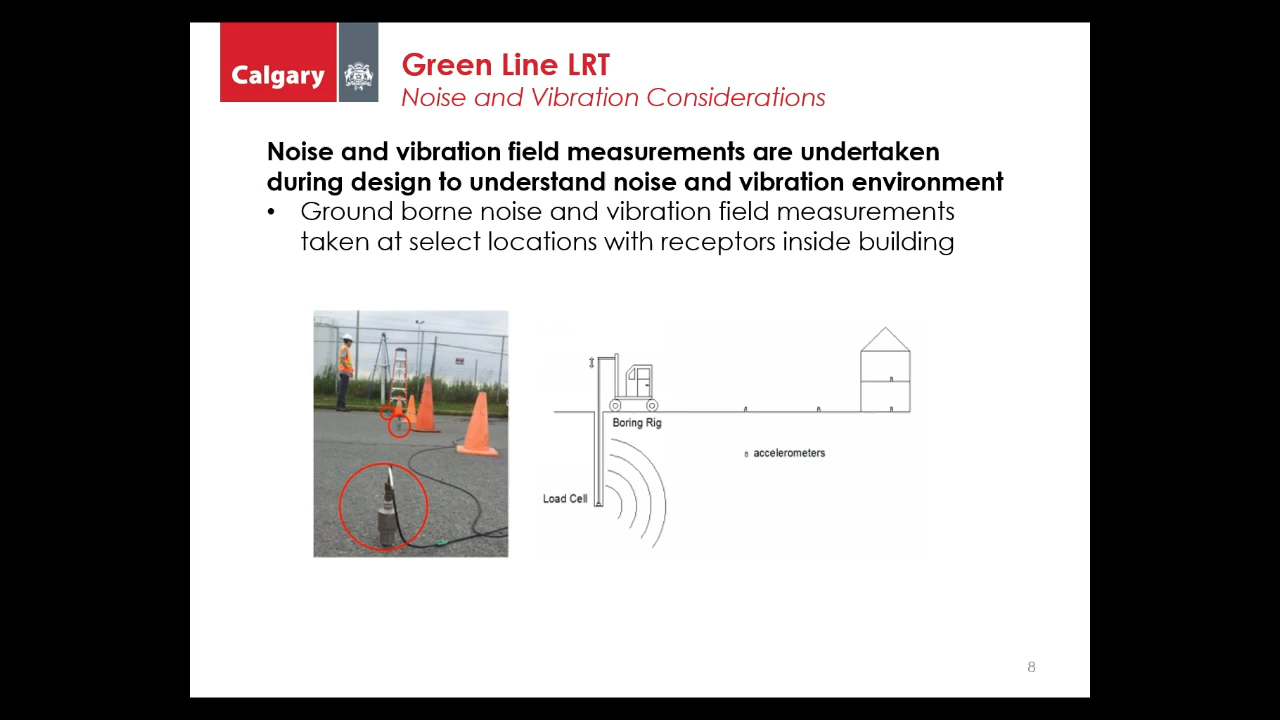 Calgary
Green Line LRT
Noise and Vibration Considerations
Noise and vibration field measurements are undertaken
during design to understand noise and vibration environment
• Ground borne noise and vibration field measurements
taken at select locations with receptors inside building
Boring Rig
accelerometers
Load Cell
8